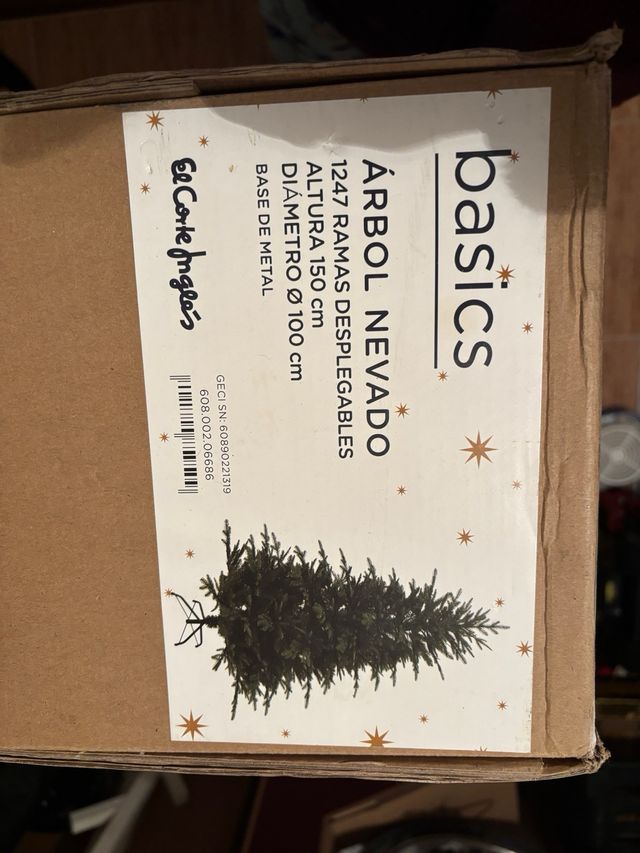 basics
ÁRBOL NEVADO
1247 RAMAS DESPLEGABLES
ALTURA 150 cm
DIÁMETRO Ø 100 cm
BASE DE METAL
El Corte Inglés
GECI SN: 60890221319
608.002.06686